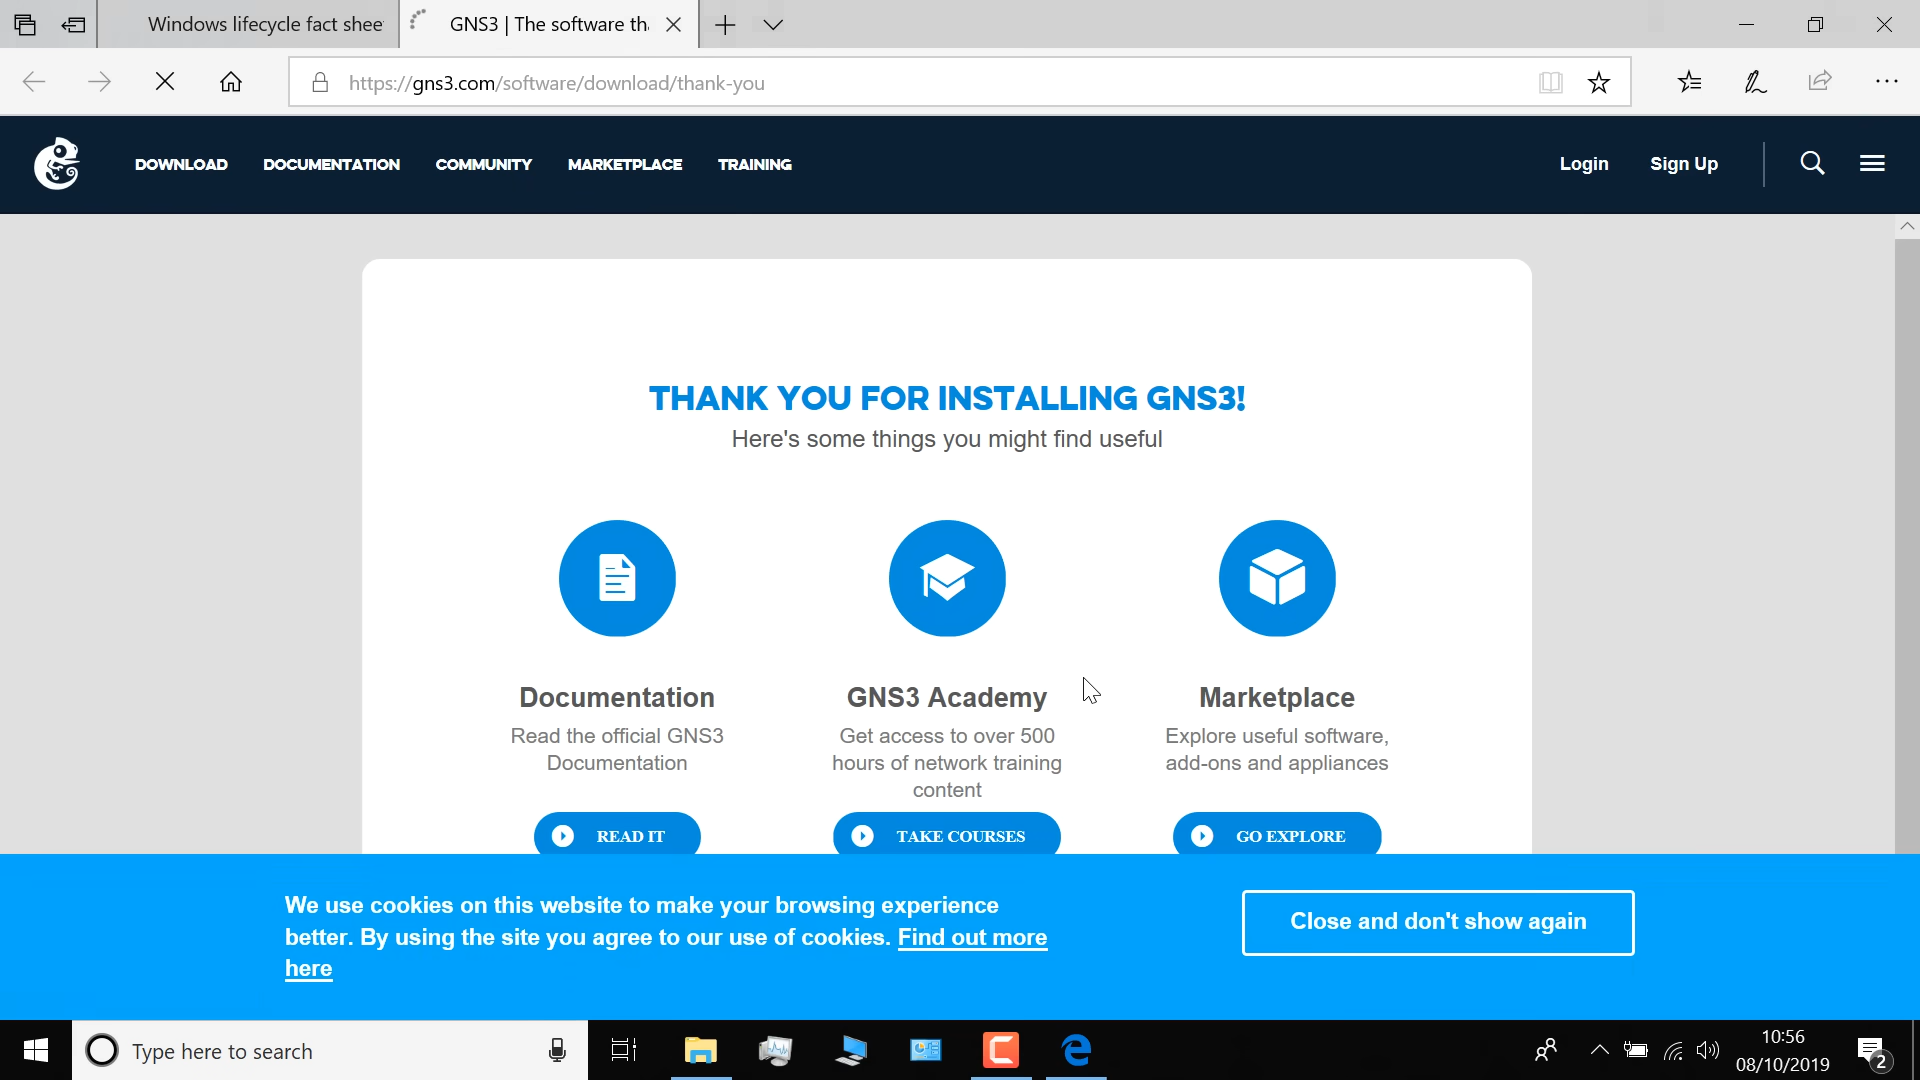 Windows lifecycle fact shee
GNS3 | The software th
https://gns3.com/software/download/thank-you
DOWNLOAD DOCUMENTATION COMMUNITY MARKETPLACE TRAINING Login Sign Up
THANK YOU FOR INSTALLING GNS3!
Here's some things you might find useful
Documentation
Read the official GNS3
Documentation
READ IT
GNS3 Academy
Get access to over 500
hours of network training
content
TAKE COURSES
Marketplace
Explore useful software,
add-ons and appliances
GO EXPLORE
We use cookies on this website to make your browsing experience
better. By using the site you agree to our use of cookies. Find out more
here
Close and don't show again
Type here to search
10:56
08/10/2019
2